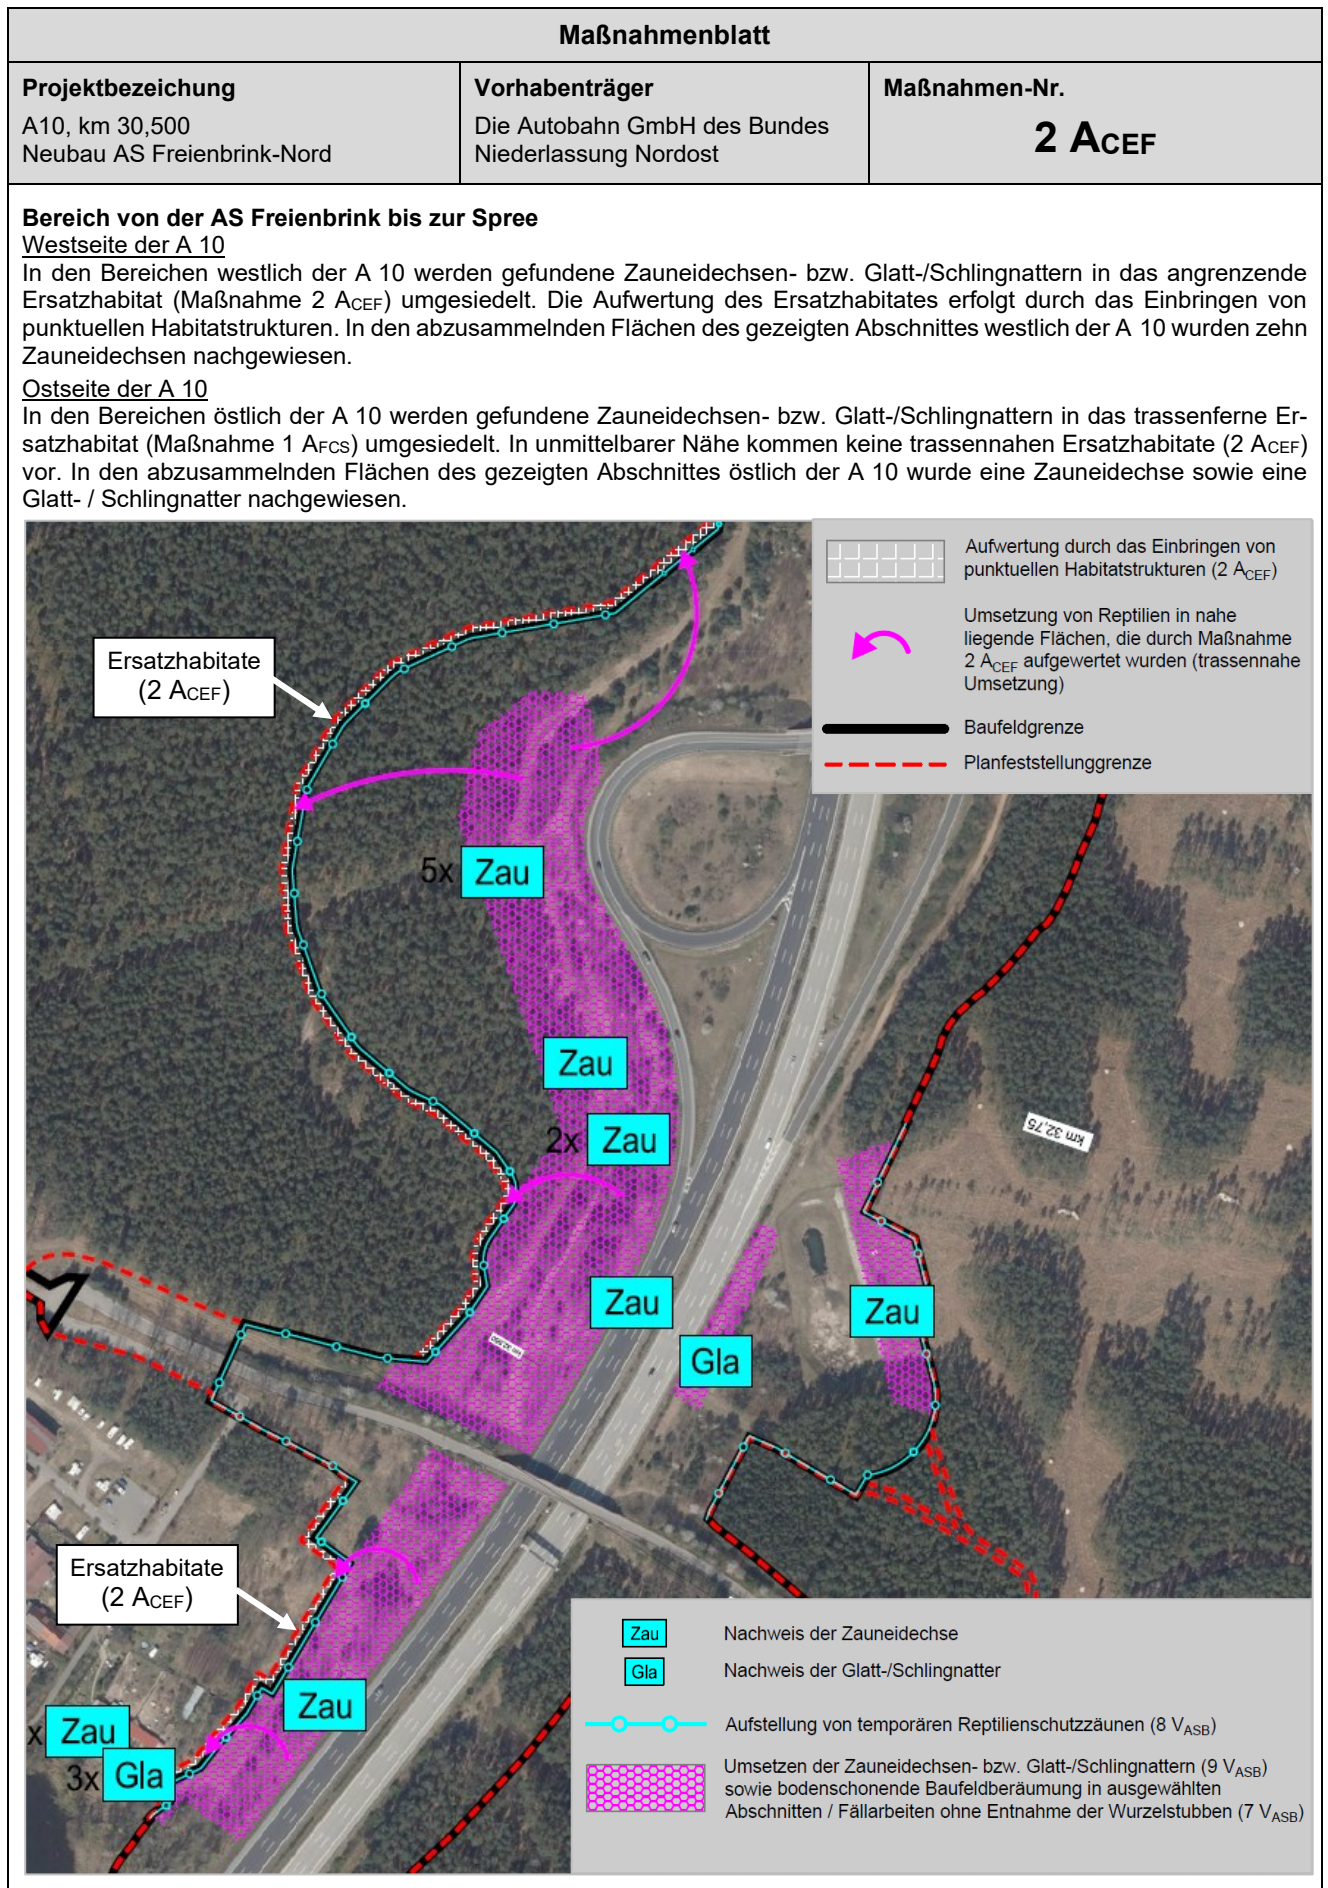 Maßnahmenblatt
Projektbezeichung
A10, km 30,500
Neubau AS Freienbrink-Nord
Vorhabenträger
Die Autobahn GmbH des Bundes
Niederlassung Nordost
Maßnahmen-Nr.
2 ACEF
Bereich von der AS Freienbrink bis zur Spree
Westseite der A 10
In den Bereichen westlich der A 10 werden gefundene Zauneidechsen- bzw. Glatt-/Schlingnattern in das angrenzende
Ersatzhabitat (Maßnahme 2 ACEF) umgesiedelt. Die Aufwertung des Ersatzhabitates erfolgt durch das Einbringen von
punktuellen Habitatstrukturen. In den abzusammelnden Flächen des gezeigten Abschnittes westlich der A 10 wurden zehn
Zauneidechsen nachgewiesen.
Ostseite der A 10
In den Bereichen östlich der A 10 werden gefundene Zauneidechsen- bzw. Glatt-/Schlingnattern in das trassenferne Er-
satzhabitat (Maßnahme 1 AFCS) umgesiedelt. In unmittelbarer Nähe kommen keine trassennahen Ersatzhabitate (2 ACEF)
vor. In den abzusammelnden Flächen des gezeigten Abschnittes östlich der A 10 wurde eine Zauneidechse sowie eine
Glatt- / Schlingnatter nachgewiesen.
Aufwertung durch das Einbringen von
punktuellen Habitatstrukturen (2 ACEF)
Umsetzung von Reptilien in nahe
liegende Flächen, die durch Maßnahme
2 ACEF aufgewertet wurden (trassennahe
Umsetzung)
Baufeldgrenze
Planfeststellunggrenze
Ersatzhabitate
(2 ACEF)
5x Zau
Zau
2x Zau
km 32,75
Zau
Zau
Gla
Ersatzhabitate
(2 ACEF)
Zau
x Zau
3x Gla
Zau Nachweis der Zauneidechse
Gla Nachweis der Glatt-/Schlingnatter
Aufstellung von temporären Reptilienschutzzäunen (8 VASB)
Umsetzen der Zauneidechsen- bzw. Glatt-/Schlingnattern (9 VASB)
sowie bodenschonende Baufeldberäumung in ausgewählten
Abschnitten / Fällarbeiten ohne Entnahme der Wurzelstubben (7 VASB)